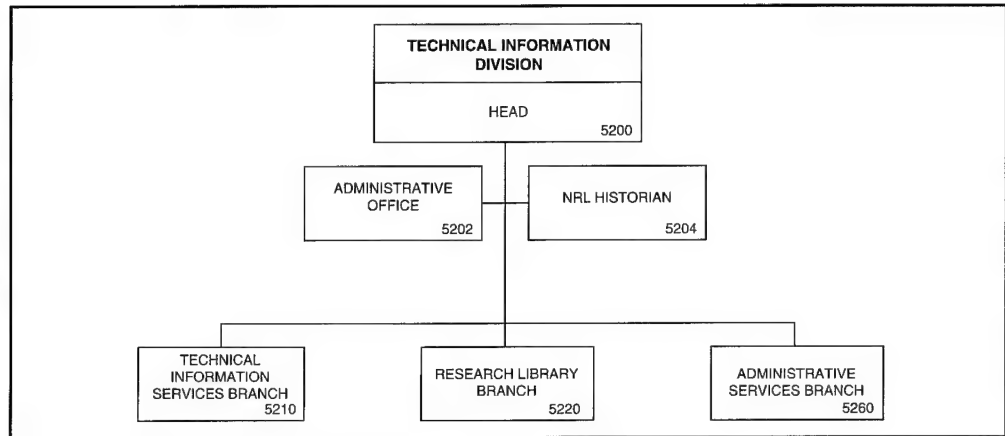 TECHNICAL INFORMATION
DIVISION
HEAD
5200
ADMINISTRATIVE
OFFICE
5202
NRL HISTORIAN
5204
TECHNICAL
INFORMATION
SERVICES BRANCH
5210
RESEARCH LIBRARY
BRANCH
5220
ADMINISTRATIVE
SERVICES BRANCH
5260